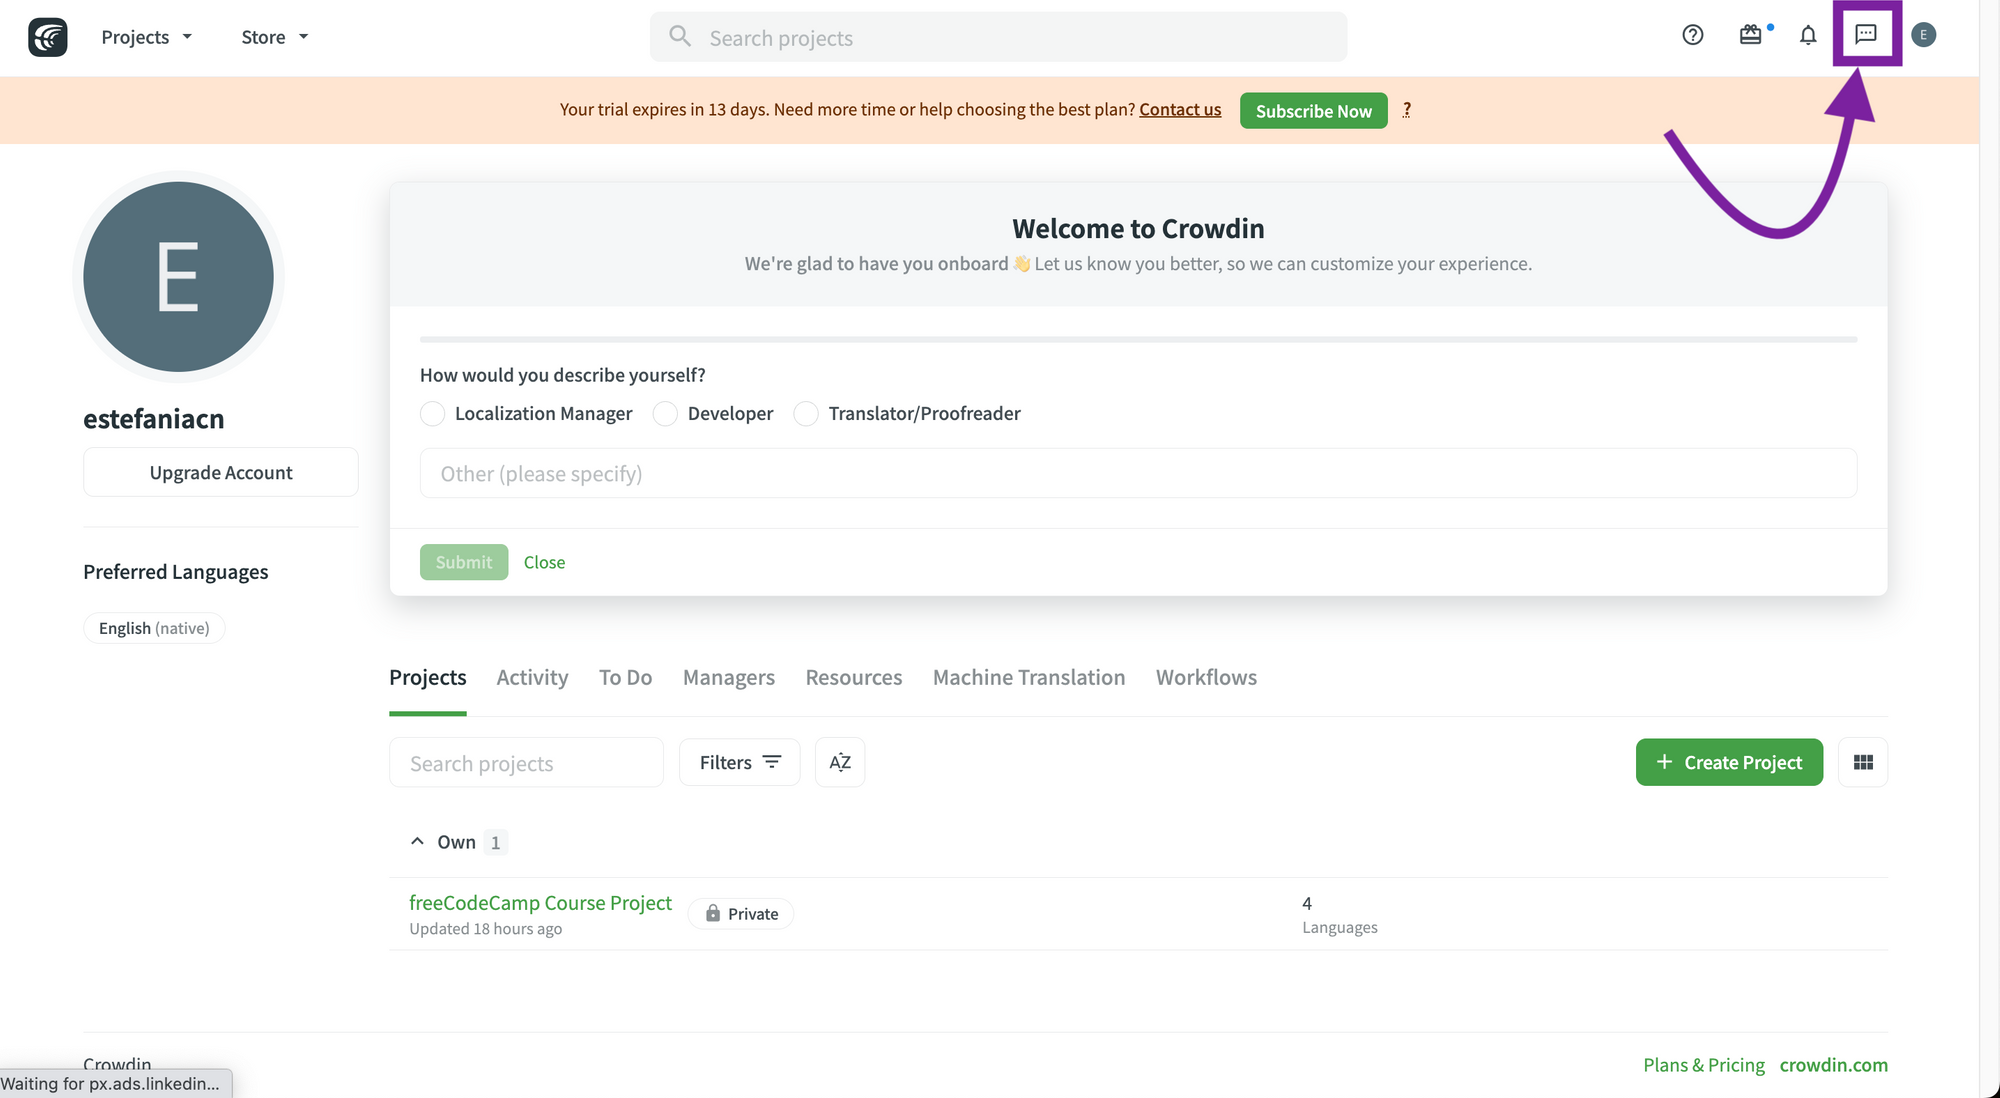 Projects
Store
Search projects
E
Your trial expires in 13 days. Need more time or help choosing the best plan? Contact us
Subscribe Now
?
E
estefaniacn
Upgrade Account
Preferred Languages
English (native)
Welcome to Crowdin
We're glad to have you onboard 👋 Let us know you better, so we can customize your experience.
How would you describe yourself?
Localization Manager
Developer
Translator/Proofreader
Other (please specify)
Submit
Close
Projects
Activity
To Do
Managers
Resources
Machine Translation
Workflows
Search projects
Filters
AZ
+ Create Project
Own 1
freeCodeCamp Course Project
Private
Updated 18 hours ago
4
Languages
Crowdin
Plans & Pricing
crowdin.com
Waiting for px.ads.linkedin...